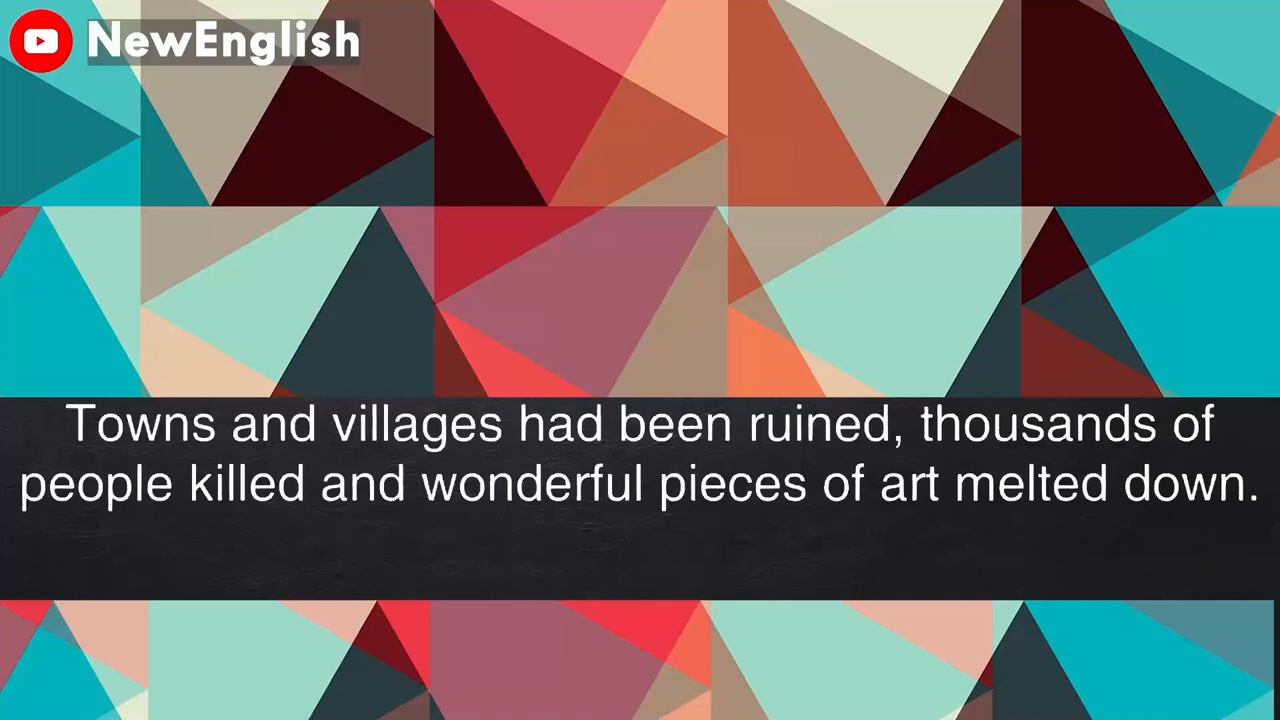 NewEnglish
Towns and villages had been ruined, thousands of
people killed and wonderful pieces of art melted down.